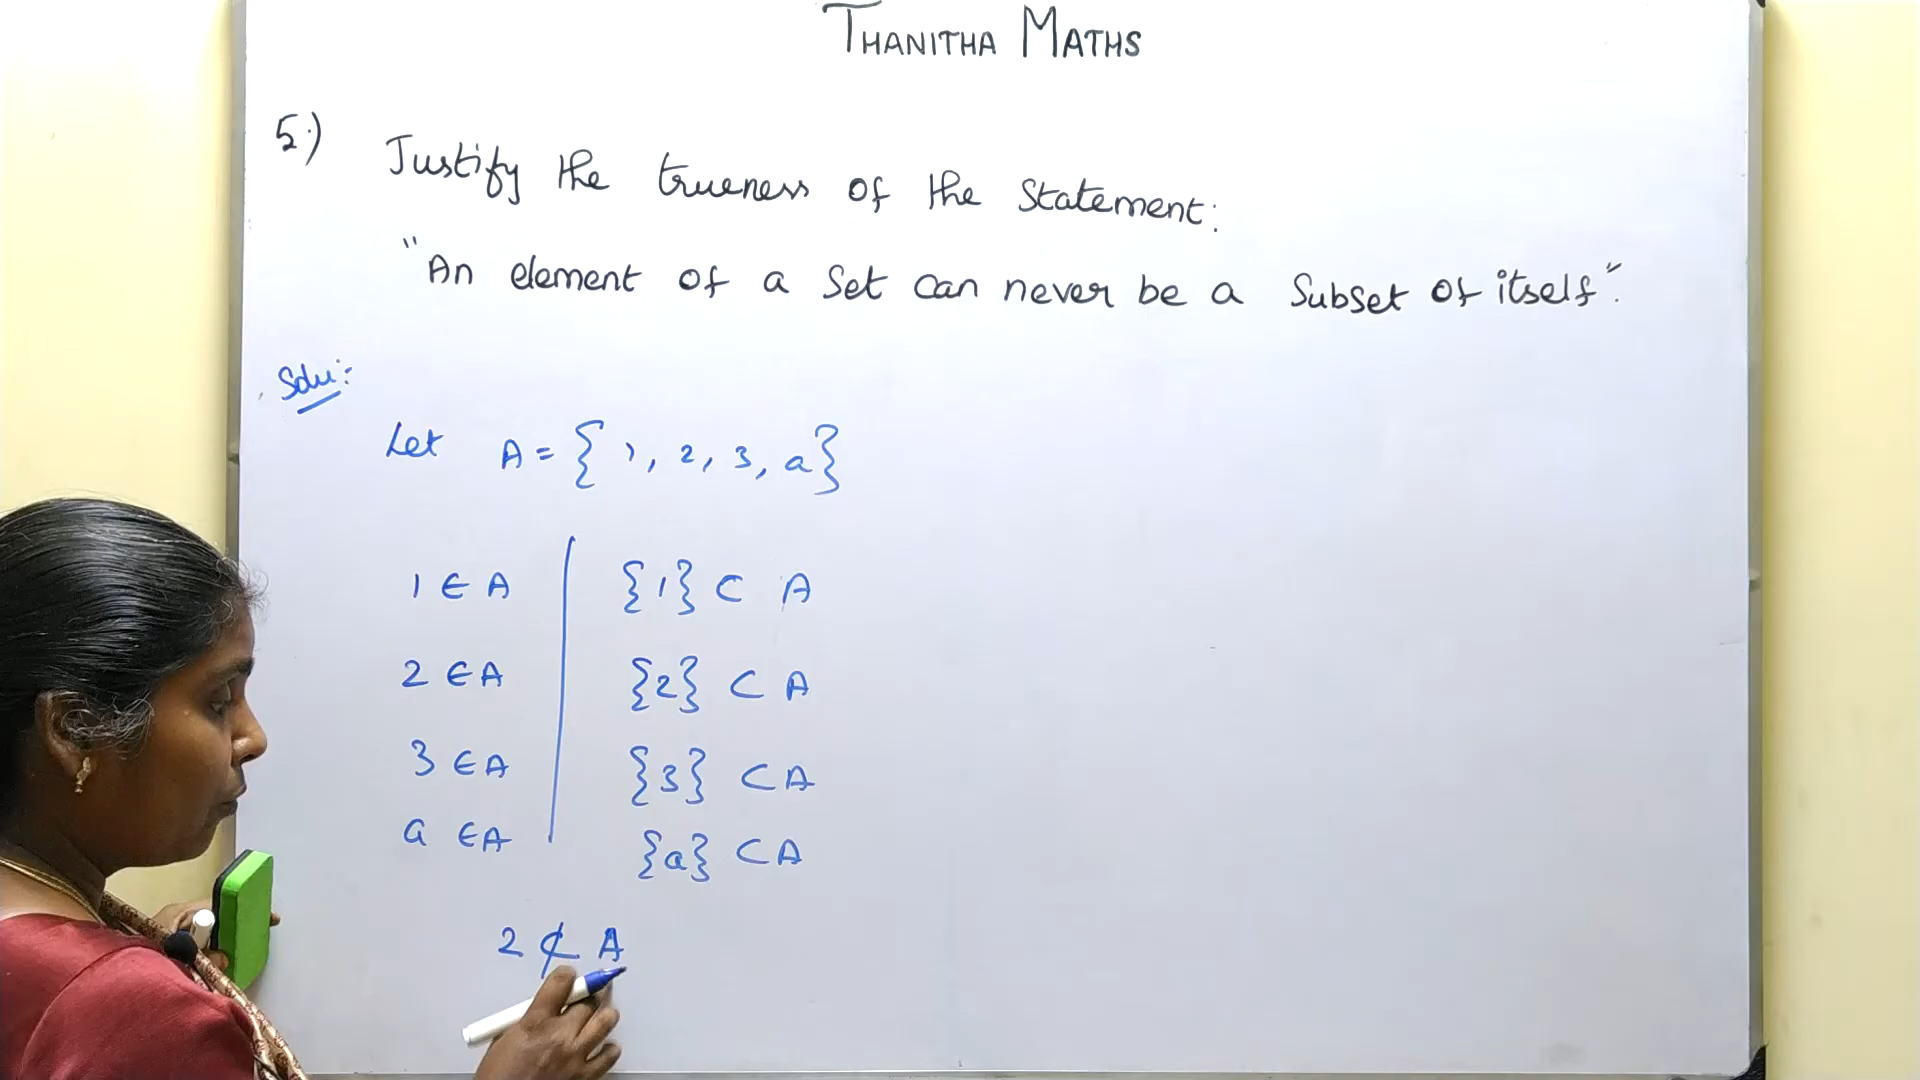 THANITHA MATHS
5.) Justify the trueness of the Statement:
"An element of a Set Can never be a Subset of itself".
Solu:
Let A = { 1, 2, 3, a}
1 ∈ A {1} ⊂ A
2 ∈ A {2} ⊂ A
3 ∈ A {3} ⊂ A
a ∈ A {a} ⊂ A
2 ⊄ A